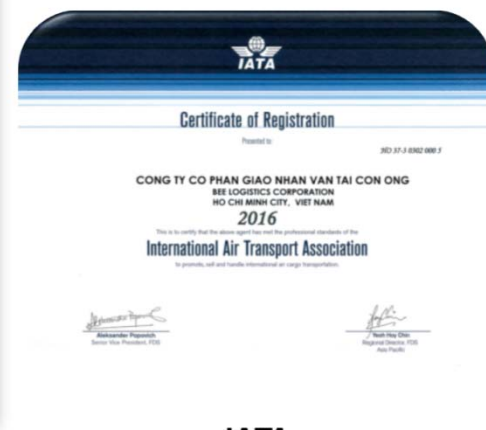 IATA
Certificate of Registration
Presented to
CONG TY CO PHAN GIAO NHAN VAN TAI CON ONG
BEE LOGISTICS CORPORATION
HO CHI MINH CITY, VIET NAM
2016
This is to certify that the above agent has met the professional standards of the
International Air Transport Association
to promote, sell and handle international air cargo transportation.
Aleksander Popovich
Senior Vice President, FDS
Yeoh Hoy Chin
Regional Director, FDS
Asia Pacific